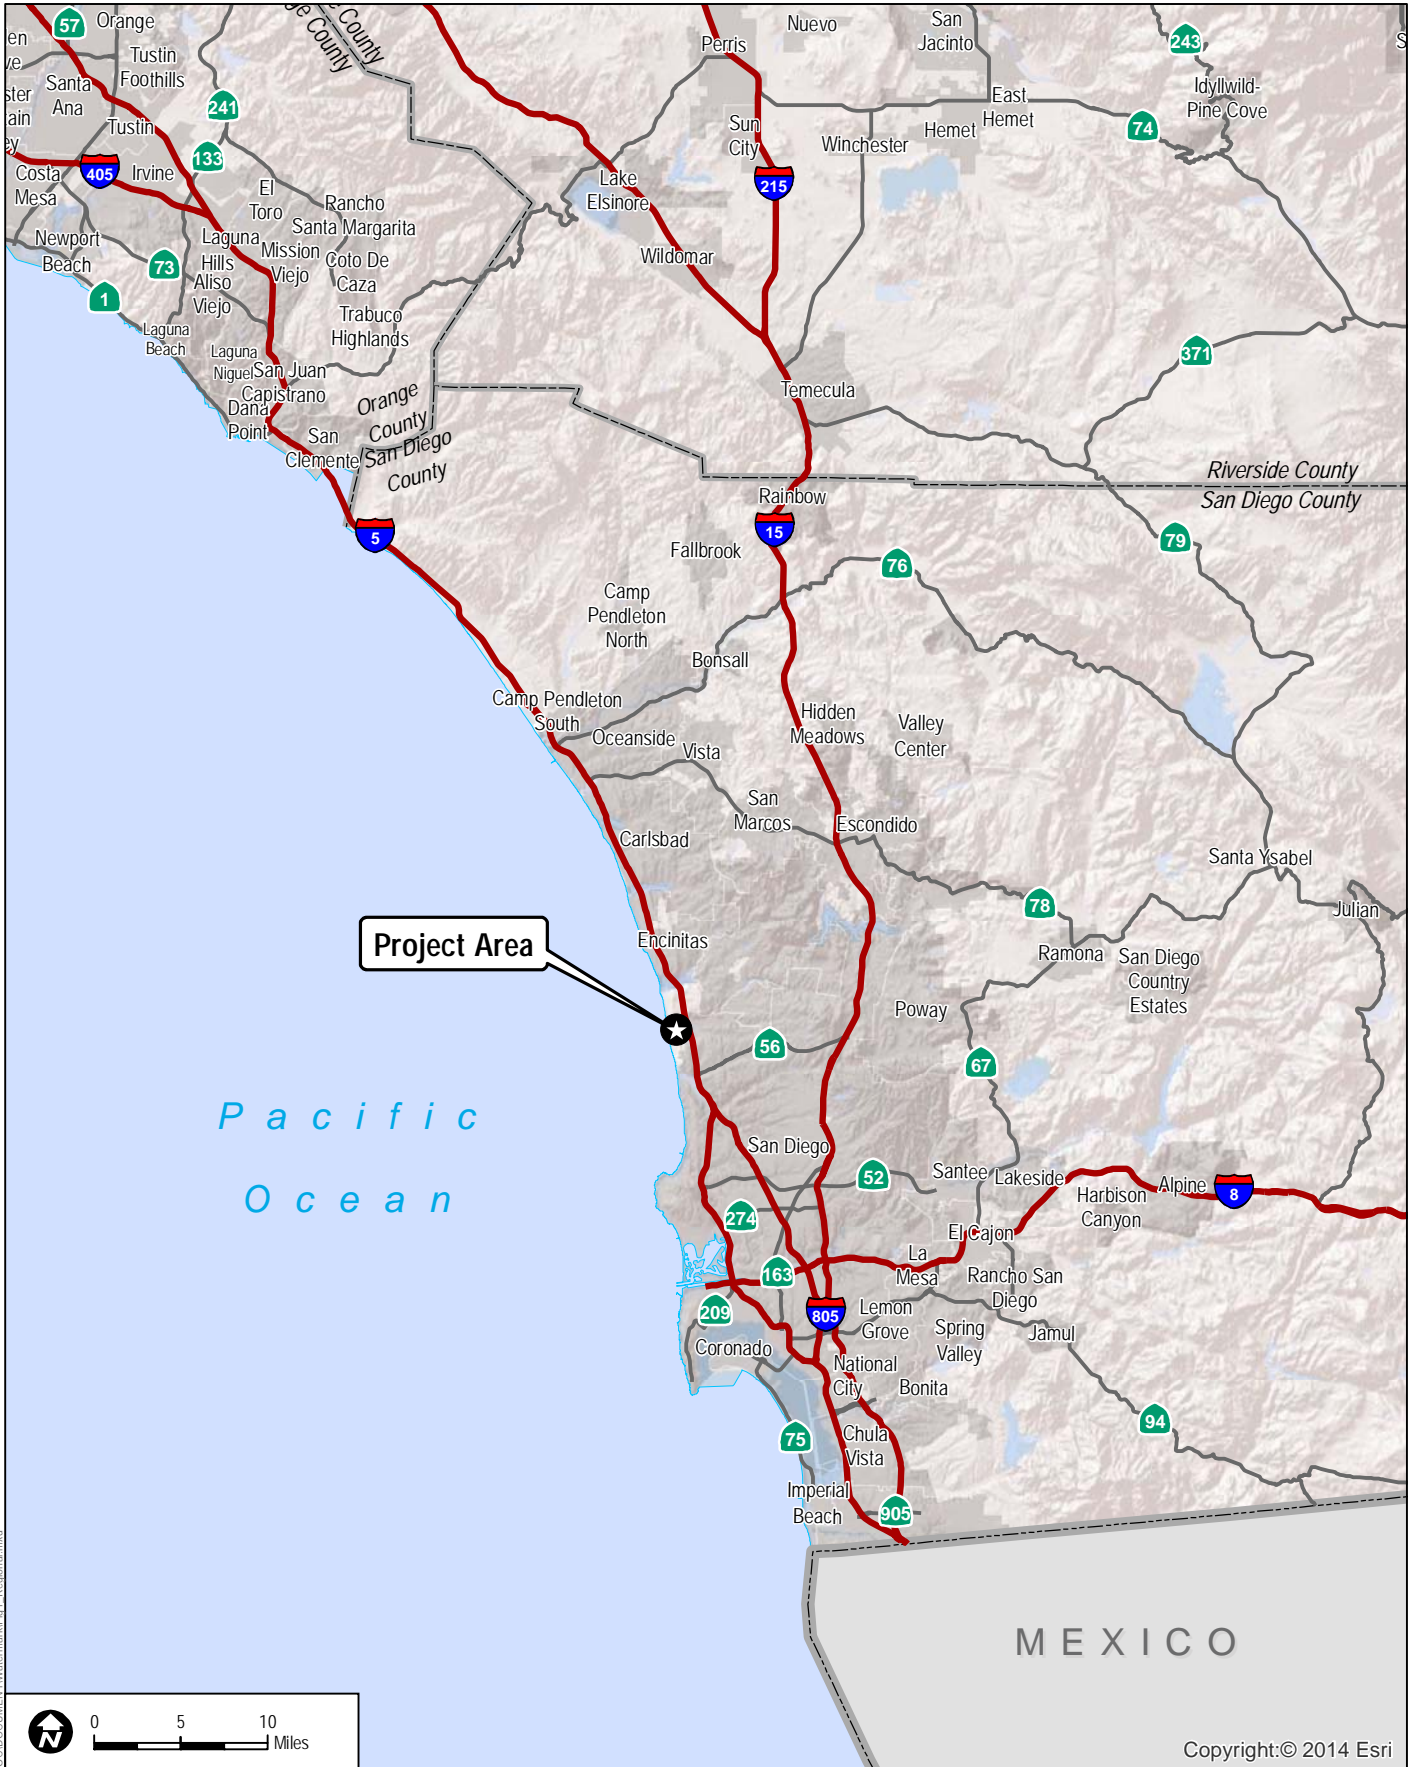 57
Orange
Nuevo
San
Jacinto
243
Perris
Tustin
Foothills
Santa
Ana
Idyllwild-
Pine Cove
241
East
Hemet
Tustin
Sun
City
Hemet
74
Winchester
133
405
Irvine
Costa
Mesa
Lake
Elsinore
215
El
Toro
Rancho
Santa Margarita
Newport
Beach
Laguna
Hills
Mission
Viejo
Coto De
Caza
Wildomar
73
Aliso
Viejo
1
Trabuco
Highlands
Laguna
Beach
Laguna
Niguel
San Juan
Capistrano
371
Temecula
Dana
Point
Orange
County
San
Clemente
San Diego
County
Riverside County
San Diego County
Rainbow
5
15
79
Fallbrook
76
Camp
Pendleton
North
Bonsall
Camp Pendleton
South
Hidden
Meadows
Valley
Center
Oceanside
Vista
San
Marcos
Escondido
Carlsbad
Santa Ysabel
78
Julian
Project Area
Encinitas
Ramona
San Diego
Country
Estates
Poway
56
67
Pacific
Ocean
San Diego
52
Santee
Lakeside
Alpine
8
Harbison
Canyon
274
El Cajon
La
Mesa
163
Rancho San
Diego
209
805
Lemon
Grove
Spring
Valley
Jamul
Coronado
National
City
Bonita
94
75
Chula
Vista
Imperial
Beach
905
MEXICO
N
0 5 10
Miles
Copyright:© 2014 Esri